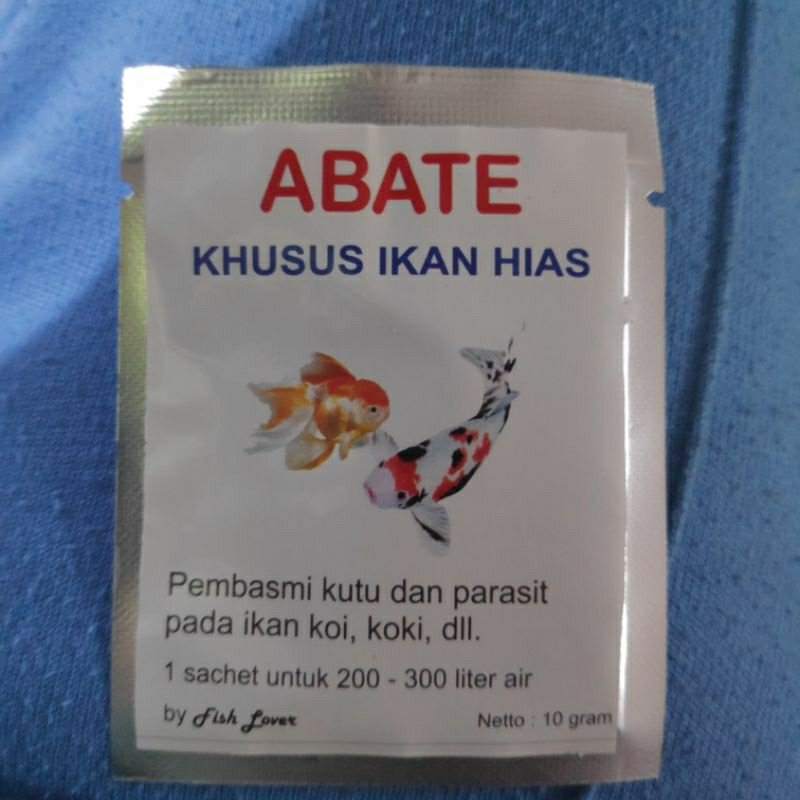 ABATE
KHUSUS IKAN HIAS
Pembasmi kutu dan parasit
pada ikan koi, koki, dll.
1 sachet untuk 200 - 300 liter air
by Fish Lover Netto : 10 gram